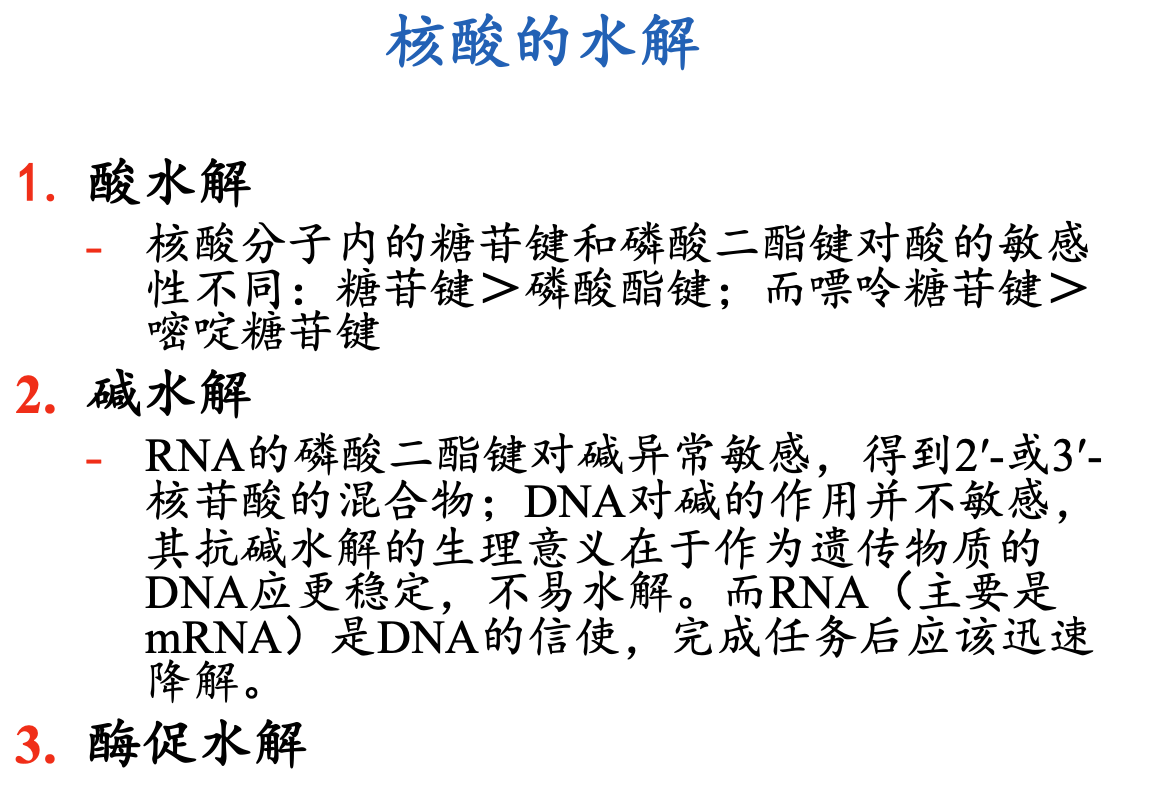 核酸的水解
1. 酸水解
- 核酸分子内的糖苷键和磷酸二酯键对酸的敏感
性不同：糖苷键＞磷酸酯键；而嘌呤糖苷键＞
嘧啶糖苷键
2. 碱水解
- RNA的磷酸二酯键对碱异常敏感，得到2′-或3′-
核苷酸的混合物；DNA对碱的作用并不敏感，
其抗碱水解的生理意义在于作为遗传物质的
DNA应更稳定，不易水解。而RNA（主要是
mRNA）是DNA的信使，完成任务后应该迅速
降解。
3. 酶促水解